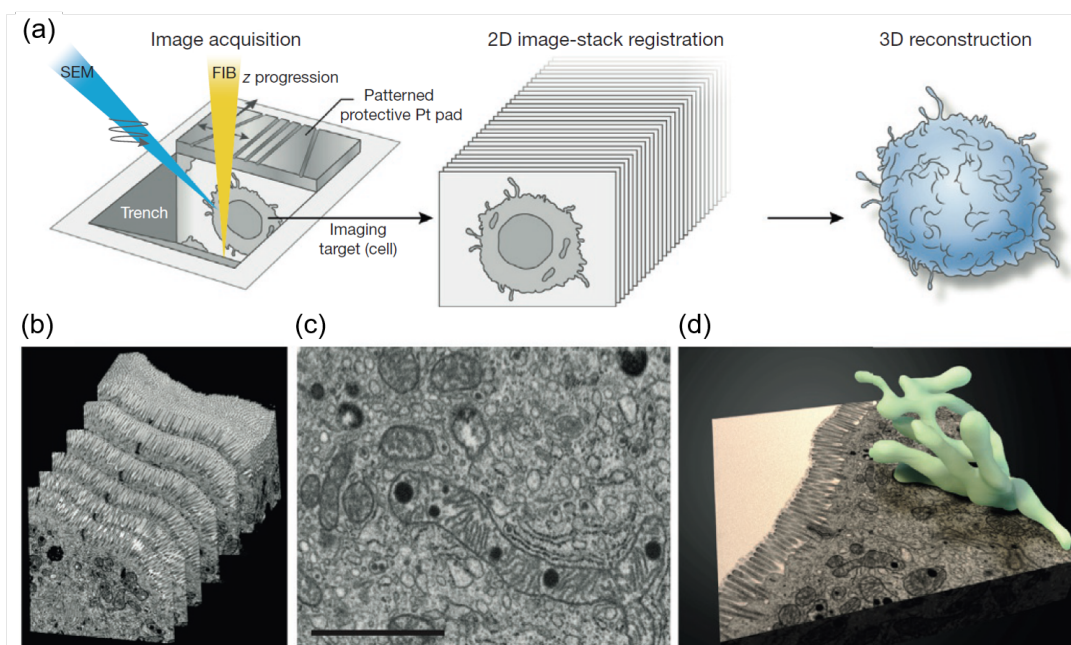 (a)
Image acquisition
2D image-stack registration
3D reconstruction
SEM
FIB
z progression
Patterned
protective Pt pad
Trench
Imaging
target (cell)
(b)
(c)
(d)